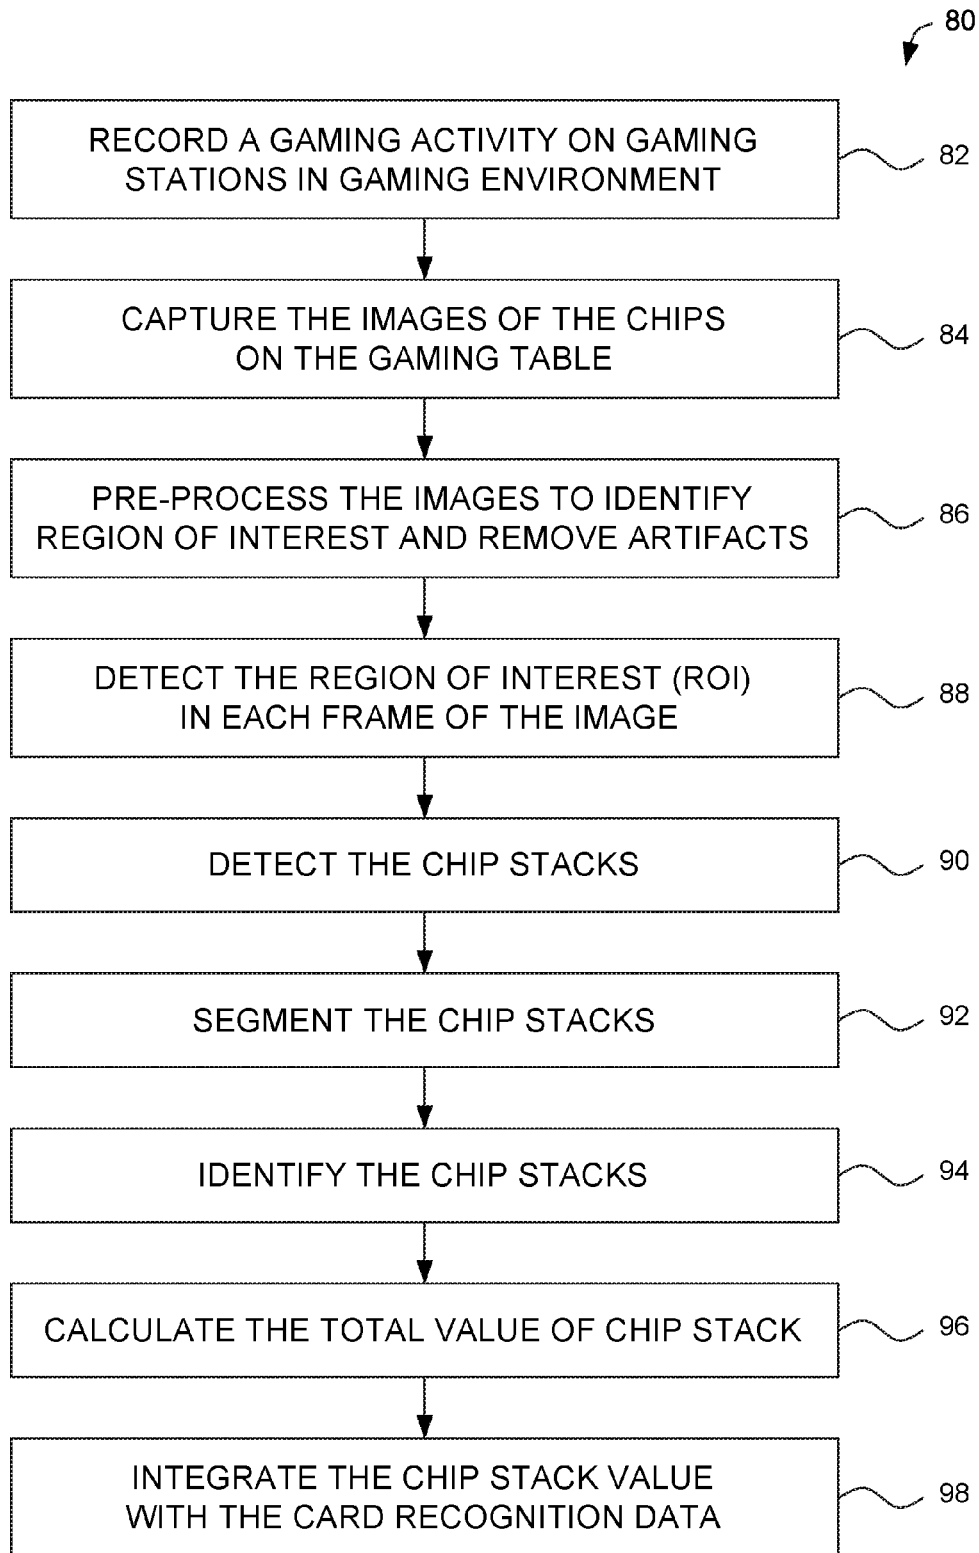 80
RECORD A GAMING ACTIVITY ON GAMING
STATIONS IN GAMING ENVIRONMENT
82
CAPTURE THE IMAGES OF THE CHIPS
ON THE GAMING TABLE
84
PRE-PROCESS THE IMAGES TO IDENTIFY
REGION OF INTEREST AND REMOVE ARTIFACTS
86
DETECT THE REGION OF INTEREST (ROI)
IN EACH FRAME OF THE IMAGE
88
DETECT THE CHIP STACKS
90
SEGMENT THE CHIP STACKS
92
IDENTIFY THE CHIP STACKS
94
CALCULATE THE TOTAL VALUE OF CHIP STACK
96
INTEGRATE THE CHIP STACK VALUE
WITH THE CARD RECOGNITION DATA
98